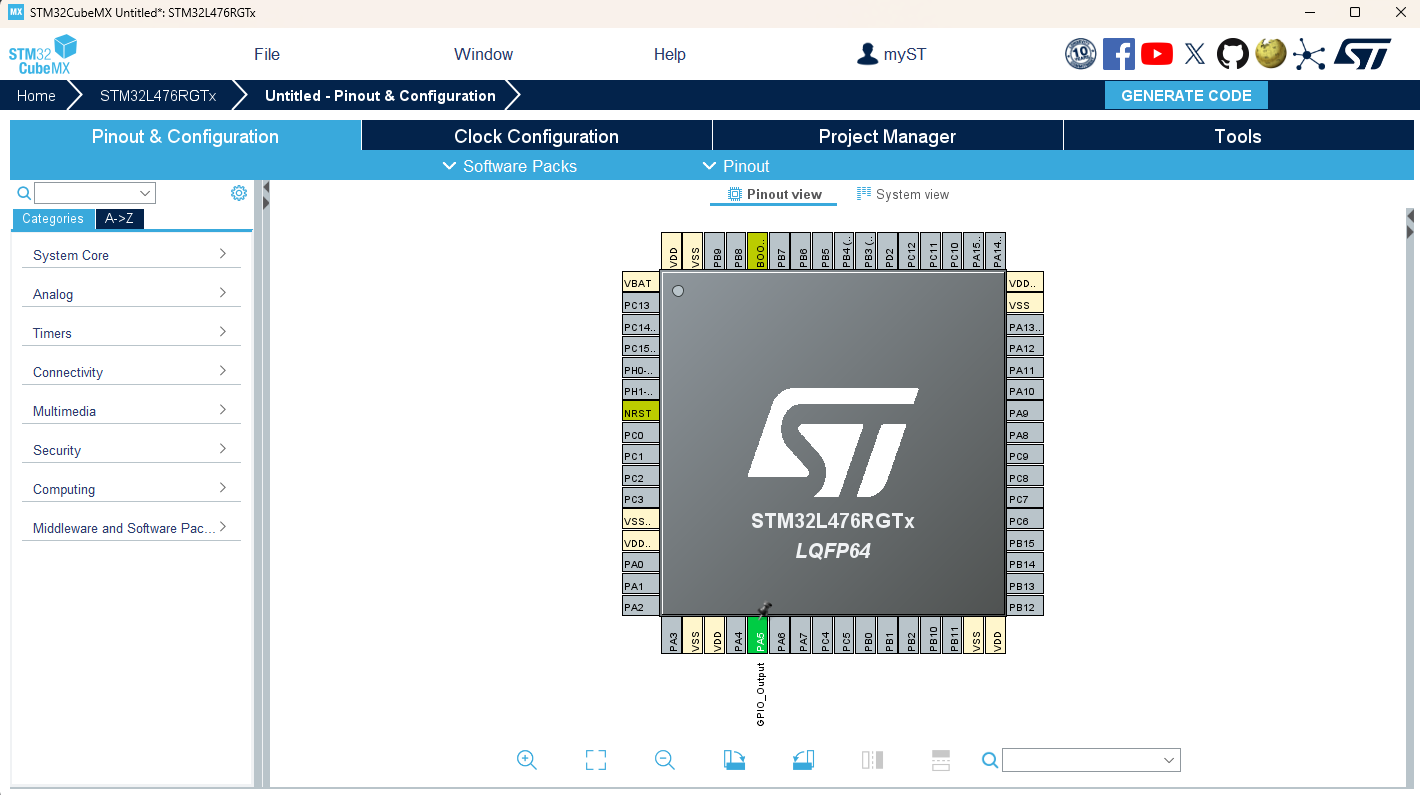 MX STM32CubeMX Untitled*: STM32L476RGTx
STM32 CubeMX
File Window Help myST
10
ST
Home STM32L476RGTx Untitled - Pinout & Configuration GENERATE CODE
Pinout & Configuration Clock Configuration Project Manager Tools
Software Packs Pinout
Pinout view System view
Categories A->Z
System Core
Analog
Timers
Connectivity
Multimedia
Security
Computing
Middleware and Software Pac...
VDD VSS PB9 PB8 BOO.. PB7 PB6 PB5 PB4 (.. PB3 (.. PD2 PC12 PC11 PC10 PA15.. PA14..
VBAT
PC13
PC14..
PC15..
PH0-..
PH1-..
NRST
PC0
PC1
PC2
PC3
VSS..
VDD..
PA0
PA1
PA2
ST
STM32L476RGTx
LQFP64
VDD..
VSS
PA13..
PA12
PA11
PA10
PA9
PA8
PC9
PC8
PC7
PC6
PB15
PB14
PB13
PB12
PA3 VSS VDD PA4 PA5 PA6 PA7 PC4 PC5 PB0 PB1 PB2 PB10 PB11 VSS VDD
GPIO_Output